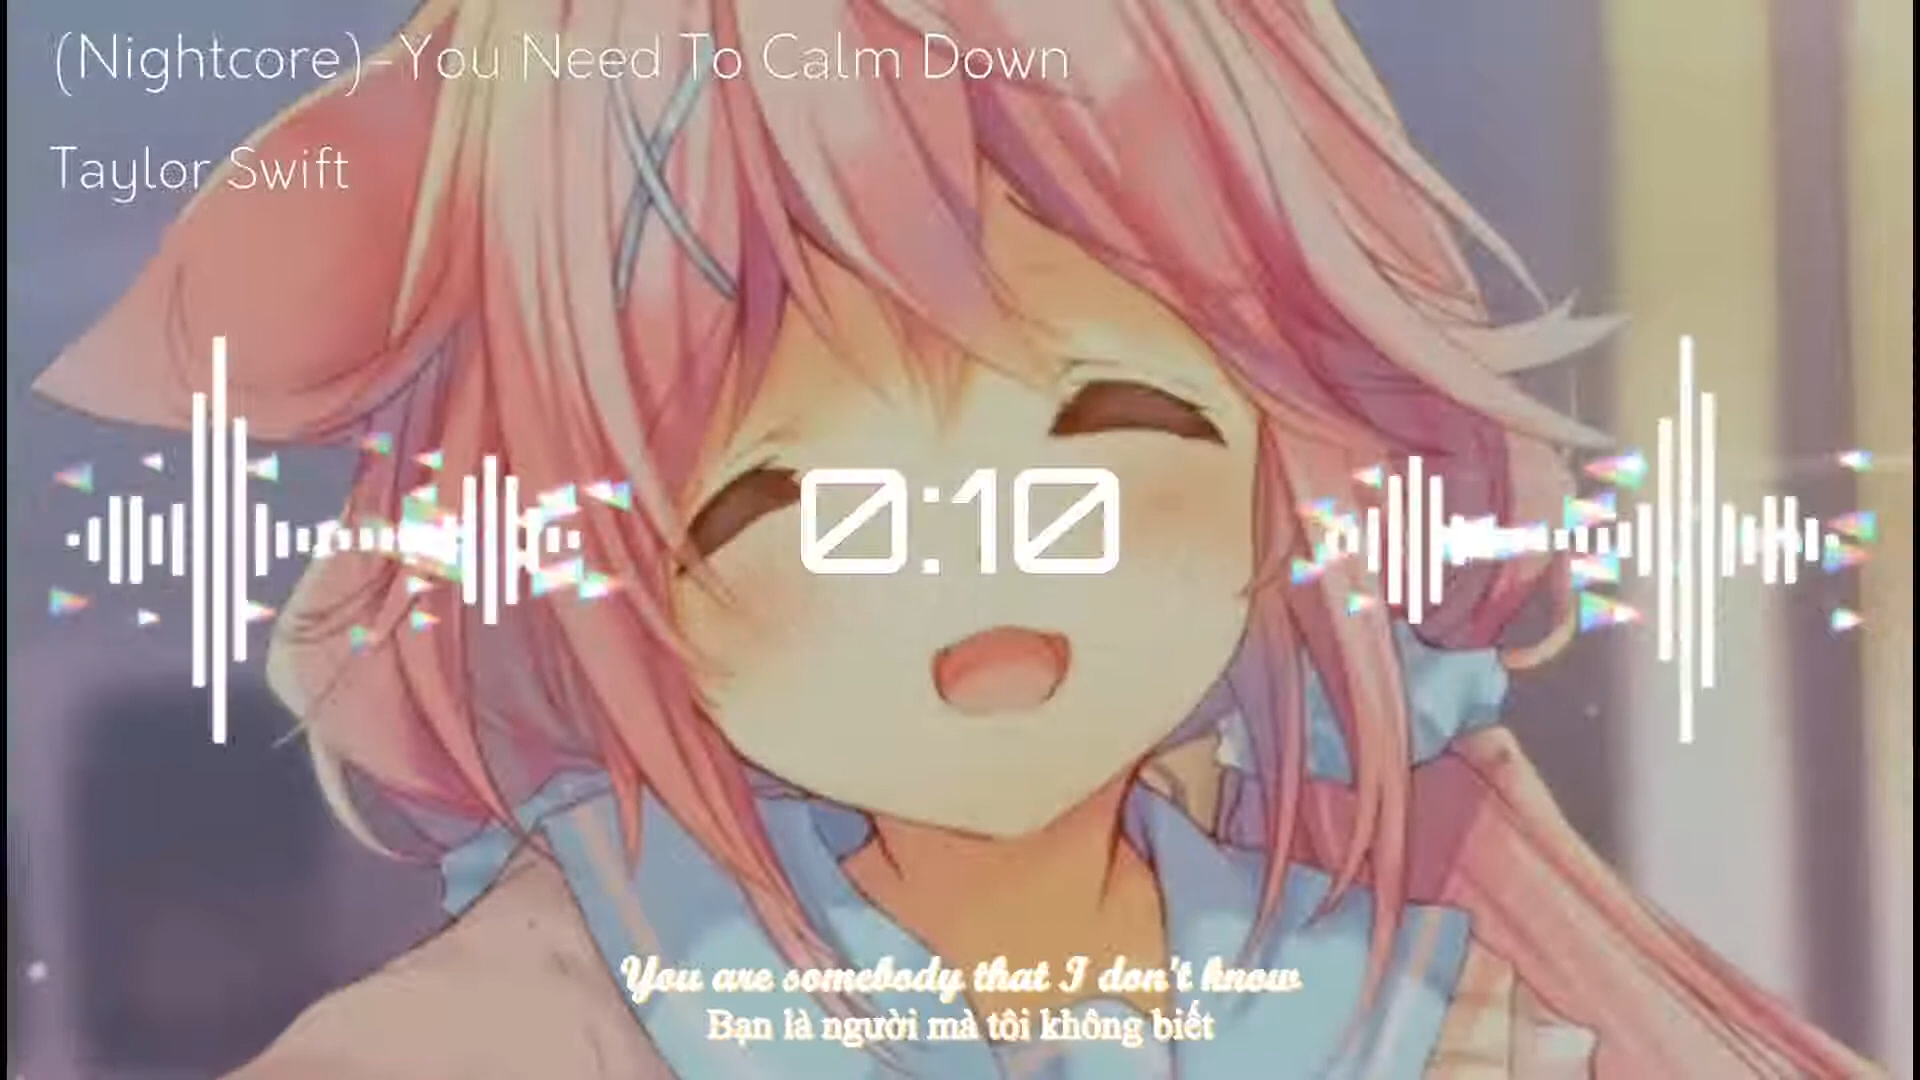 (Nightcore)-You Need To Calm Down
Taylor Swift
0:10
You are somebody that I don't know
Bạn là người mà tôi không biết